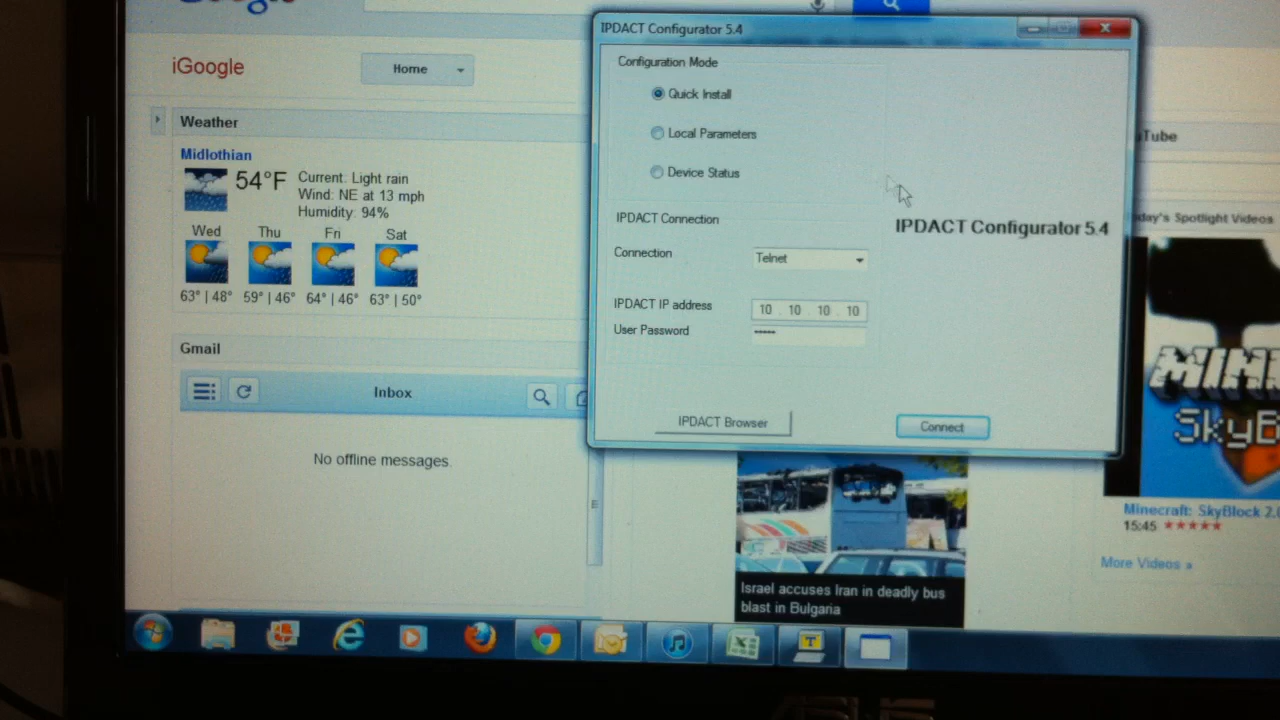 iGoogle
Home
Weather
Midlothian
54°F
Current: Light rain
Wind: NE at 13 mph
Humidity: 94%
Wed Thu Fri Sat
63° | 48° 59° | 46° 64° | 46° 63° | 50°
Gmail
Inbox
No offline messages.
IPDACT Configurator 5.4
Configuration Mode
Quick Install
Local Parameters
Device Status
IPDACT Connection
Connection
Telnet
IPDACT IP address
10 . 10 . 10 . 10
User Password
IPDACT Browser
Connect
IPDACT Configurator 5.4
Tube
day's Spotlight Videos
MIN
SkyB
Minecraft: SkyBlock 2.0
15:45
More Videos »
Israel accuses Iran in deadly bus
blast in Bulgaria